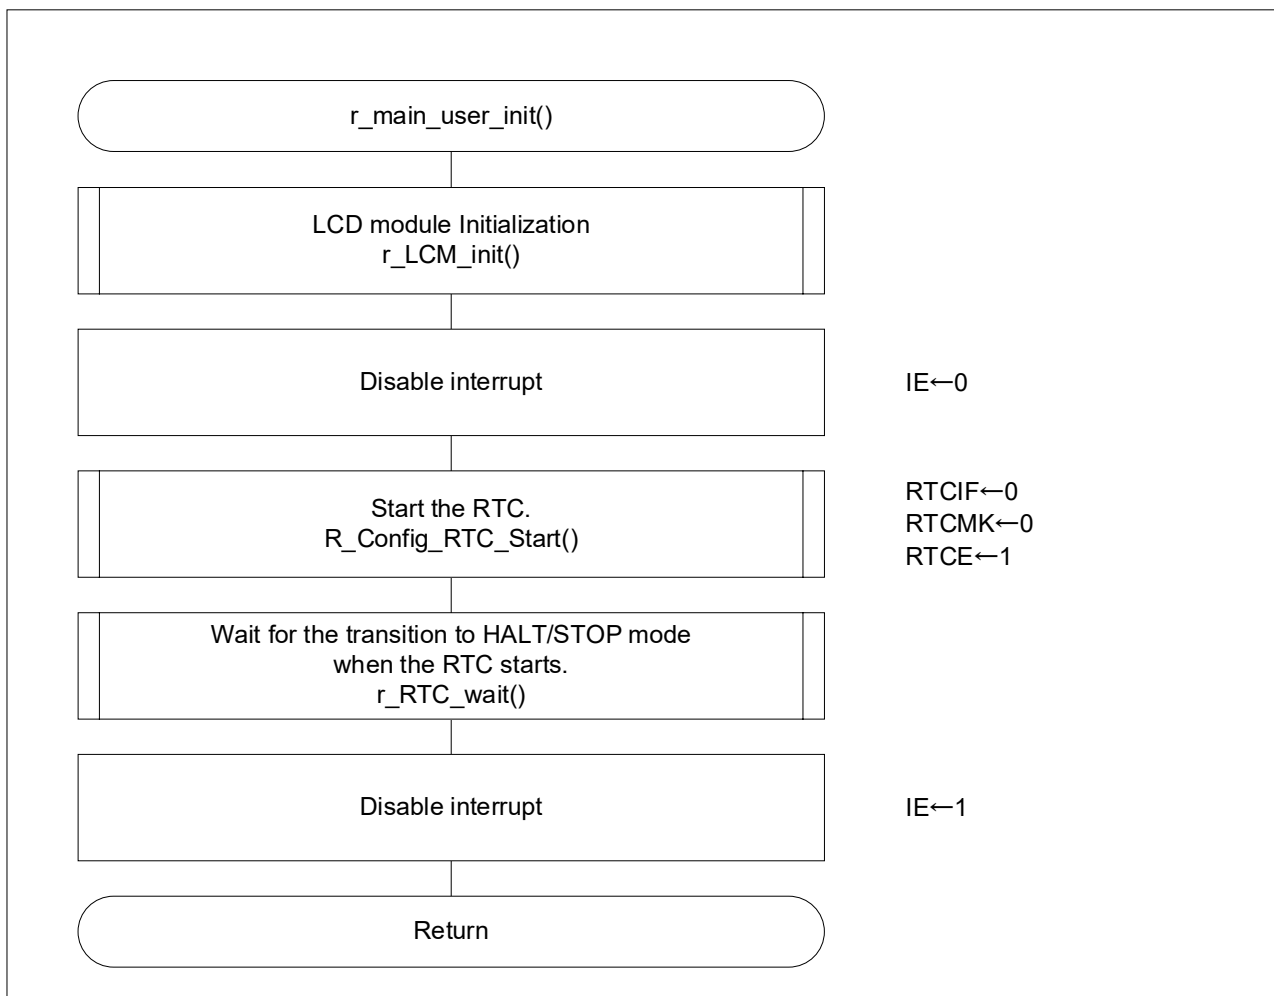 r_main_user_init()
LCD module Initialization
r_LCM_init()
Disable interrupt
IE←0
Start the RTC.
R_Config_RTC_Start()
RTCIF←0
RTCMK←0
RTCE←1
Wait for the transition to HALT/STOP mode
when the RTC starts.
r_RTC_wait()
Disable interrupt
IE←1
Return